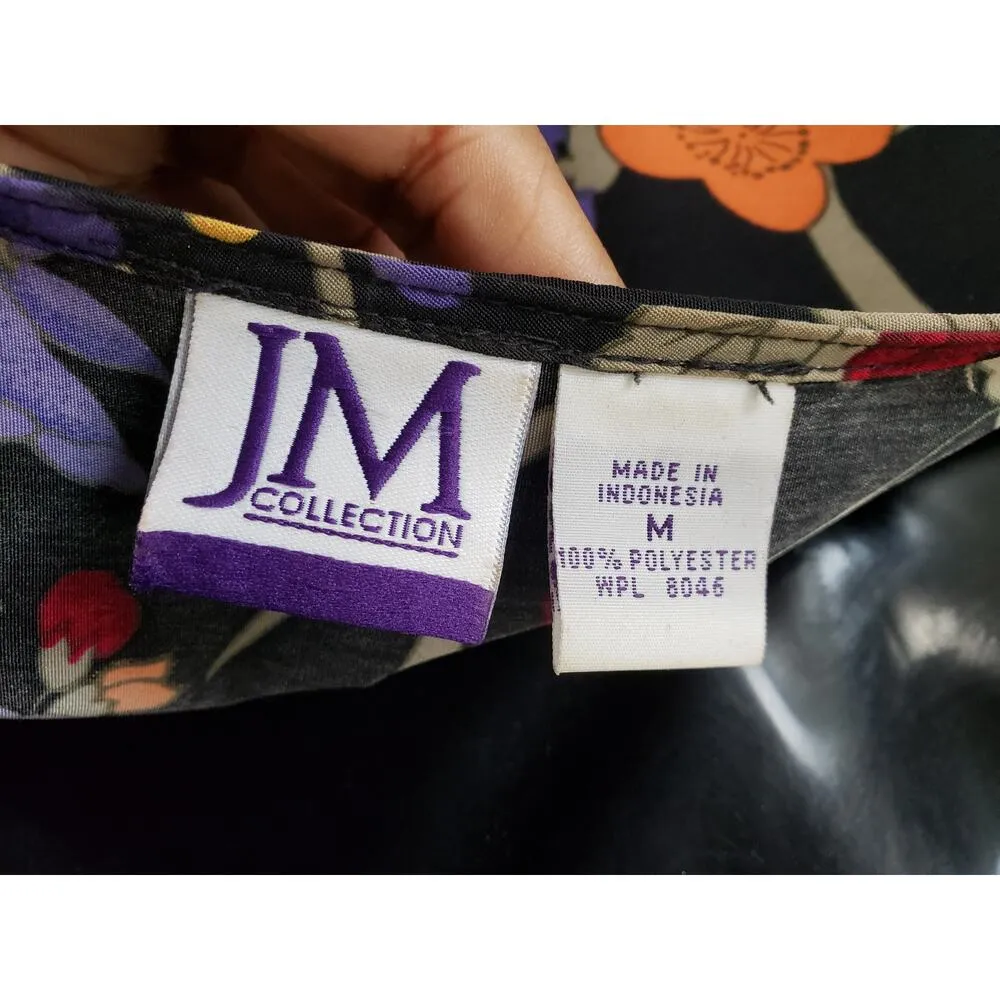 JM
COLLECTION
MADE IN
INDONESIA
M
100% POLYESTER
WPL 8046